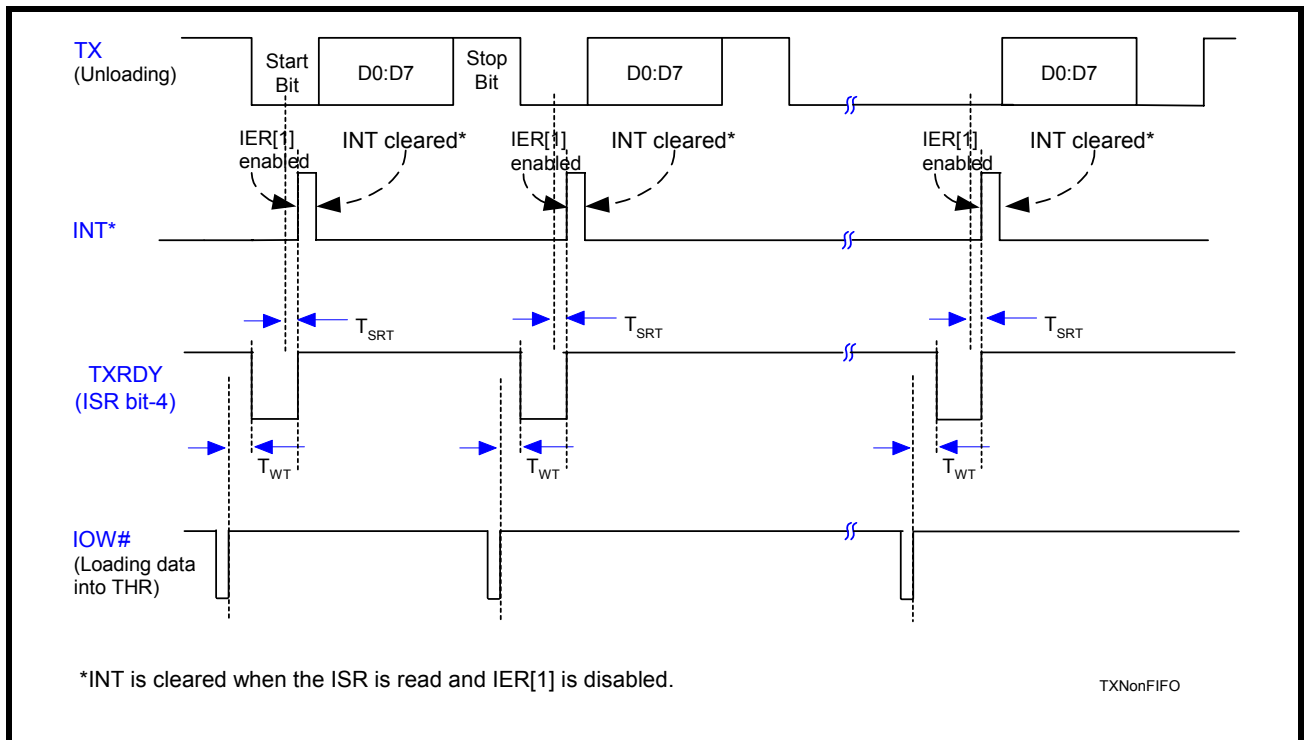 TX
(Unloading)
Start
Bit
D0:D7
Stop
Bit
D0:D7
D0:D7
IER[1]
enabled
INT cleared*
IER[1]
enabled
INT cleared*
IER[1]
enabled
INT cleared*
INT*
TSRT
TSRT
TSRT
TXRDY
(ISR bit-4)
TWT
TWT
TWT
IOW#
(Loading data
into THR)
*INT is cleared when the ISR is read and IER[1] is disabled.
TXNonFIFO